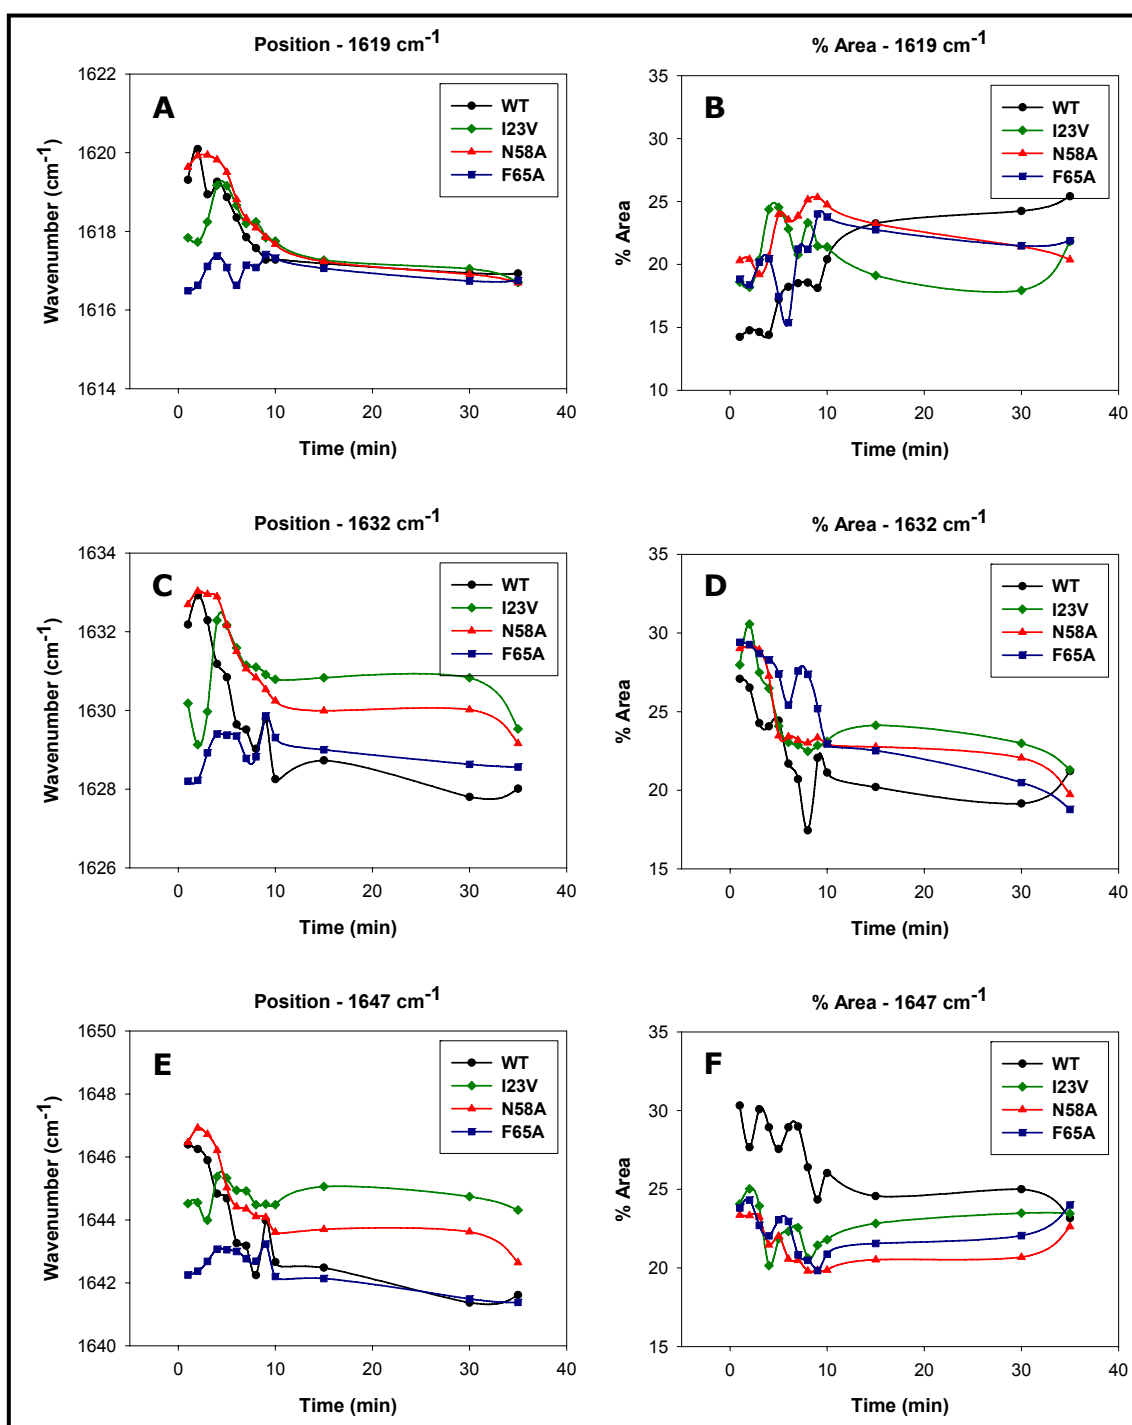 Position - 1619 cm-1
1622
1620
1618
1616
1614
Wavenumber (cm-1)
A
WT
I23V
N58A
F65A
0 10 20 30 40
Time (min)
% Area - 1619 cm-1
35
30
25
20
15
10
% Area
B
WT
I23V
N58A
F65A
0 10 20 30 40
Time (min)
Position - 1632 cm-1
1634
1632
1630
1628
1626
Wavenumber (cm-1)
C
WT
I23V
N58A
F65A
0 10 20 30 40
Time (min)
% Area - 1632 cm-1
35
30
25
20
15
% Area
D
WT
I23V
N58A
F65A
0 10 20 30 40
Time (min)
Position - 1647 cm-1
1650
1648
1646
1644
1642
1640
Wavenumber (cm-1)
E
WT
I23V
N58A
F65A
0 10 20 30 40
Time (min)
% Area - 1647 cm-1
35
30
25
20
15
% Area
F
WT
I23V
N58A
F65A
0 10 20 30 40
Time (min)